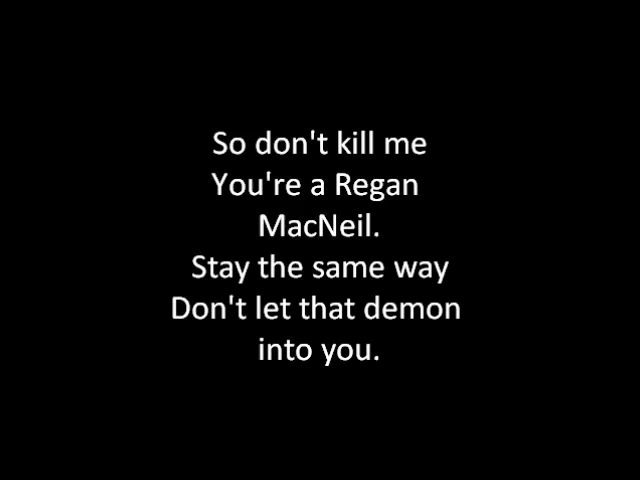 So don't kill me
You're a Regan
MacNeil.
Stay the same way
Don't let that demon
into you.